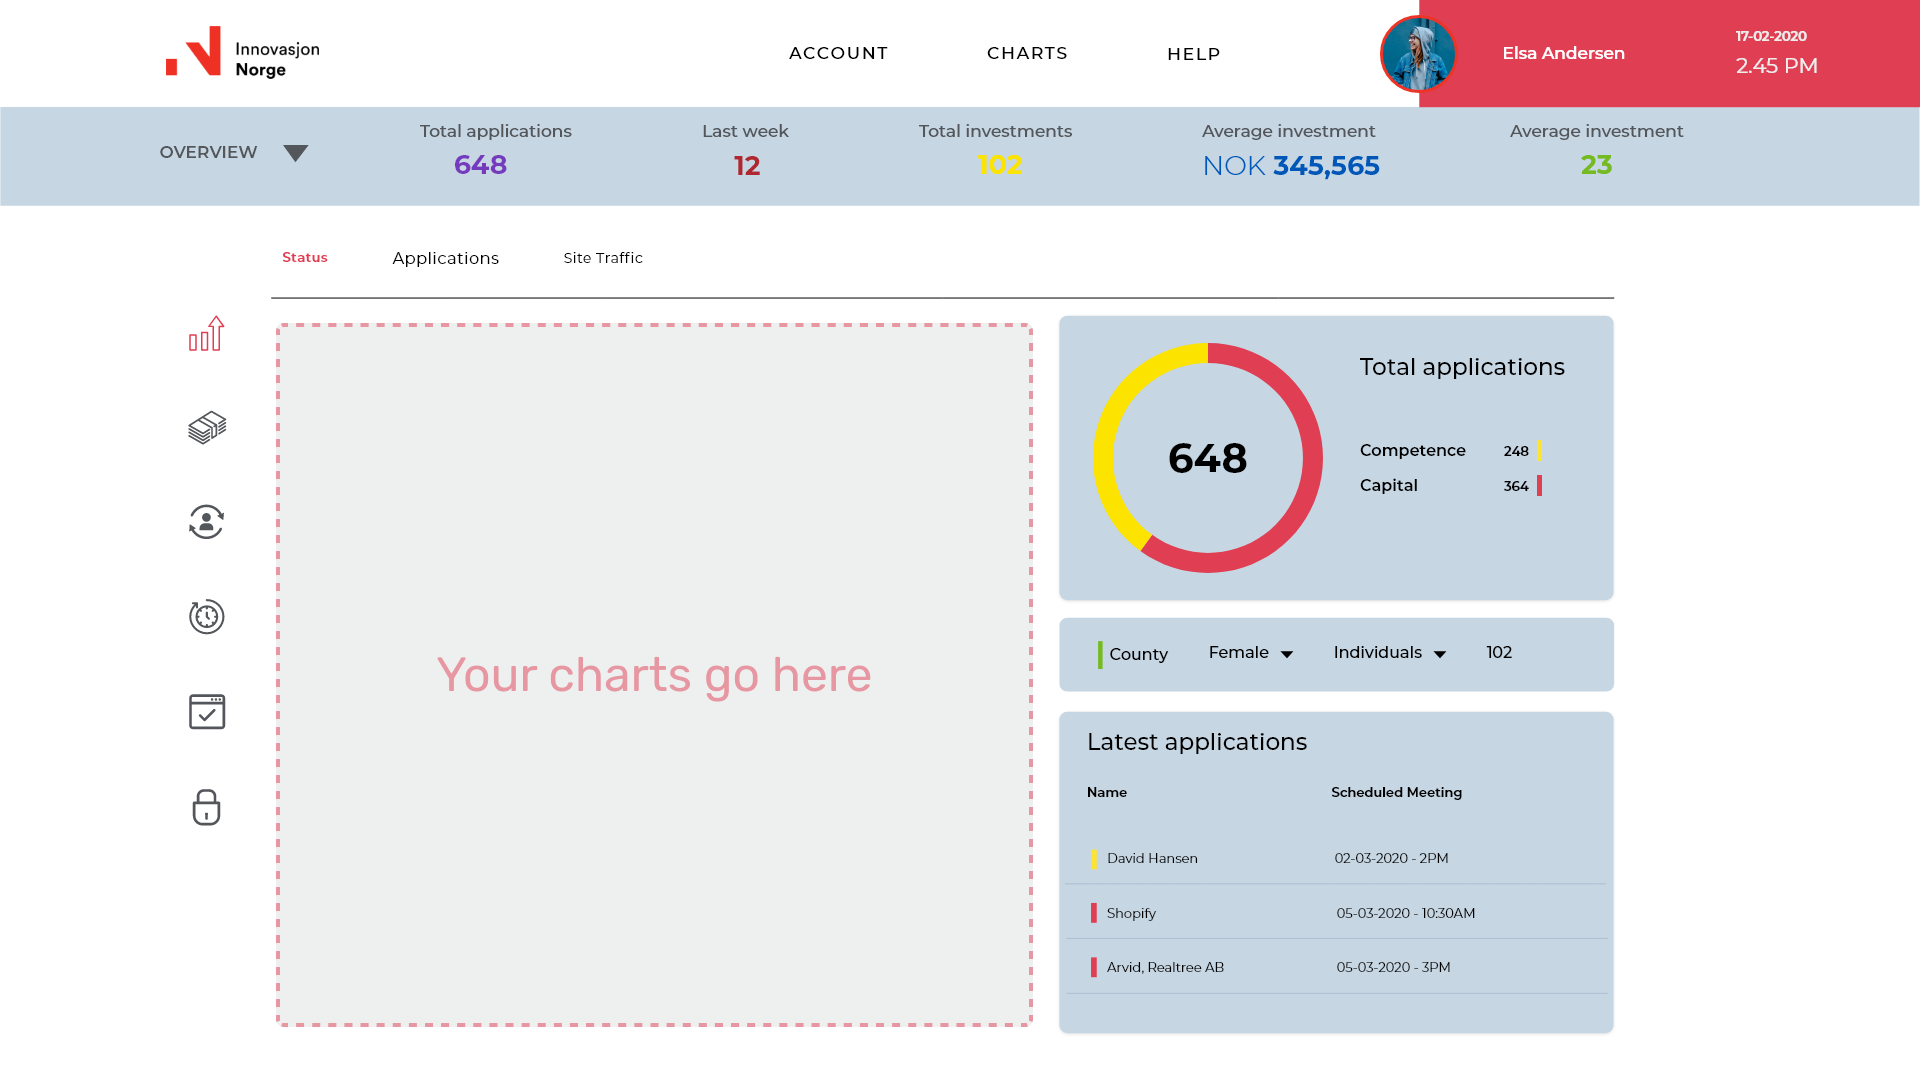 Innovasjon
Norge
ACCOUNT
CHARTS
HELP
Elsa Andersen
17-02-2020
2.45 PM
OVERVIEW
Total applications
648
Last week
12
Total investments
102
Average investment
NOK 345,565
Average investment
23
Status
Applications
Site Traffic
Your charts go here
648
Total applications
Competence 248
Capital 364
County Female Individuals 102
Latest applications
Name Scheduled Meeting
David Hansen 02-03-2020 - 2PM
Shopify 05-03-2020 - 10:30AM
Arvid, Realtree AB 05-03-2020 - 3PM